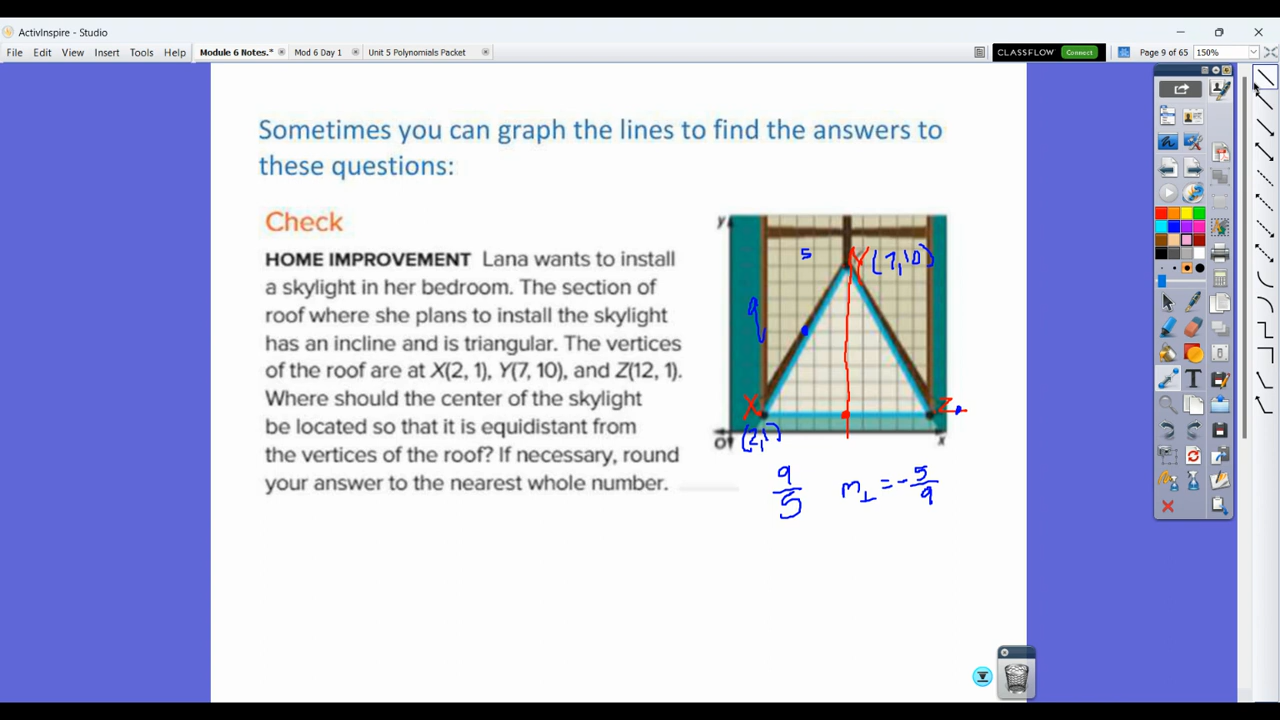 ActivInspire - Studio
File Edit View Insert Tools Help
Module 6 Notes.* Mod 6 Day 1 Unit 5 Polynomials Packet
CLASSFLOW Connect
Page 9 of 65 150%
Sometimes you can graph the lines to find the answers to
these questions:
Check
HOME IMPROVEMENT Lana wants to install
a skylight in her bedroom. The section of
roof where she plans to install the skylight
has an incline and is triangular. The vertices
of the roof are at X(2, 1), Y(7, 10), and Z(12, 1).
Where should the center of the skylight
be located so that it is equidistant from
the vertices of the roof? If necessary, round
your answer to the nearest whole number.
y
5
Y (7,10)
9
X
Z
(2,1)
O
x
9/5 m⊥ = -5/9